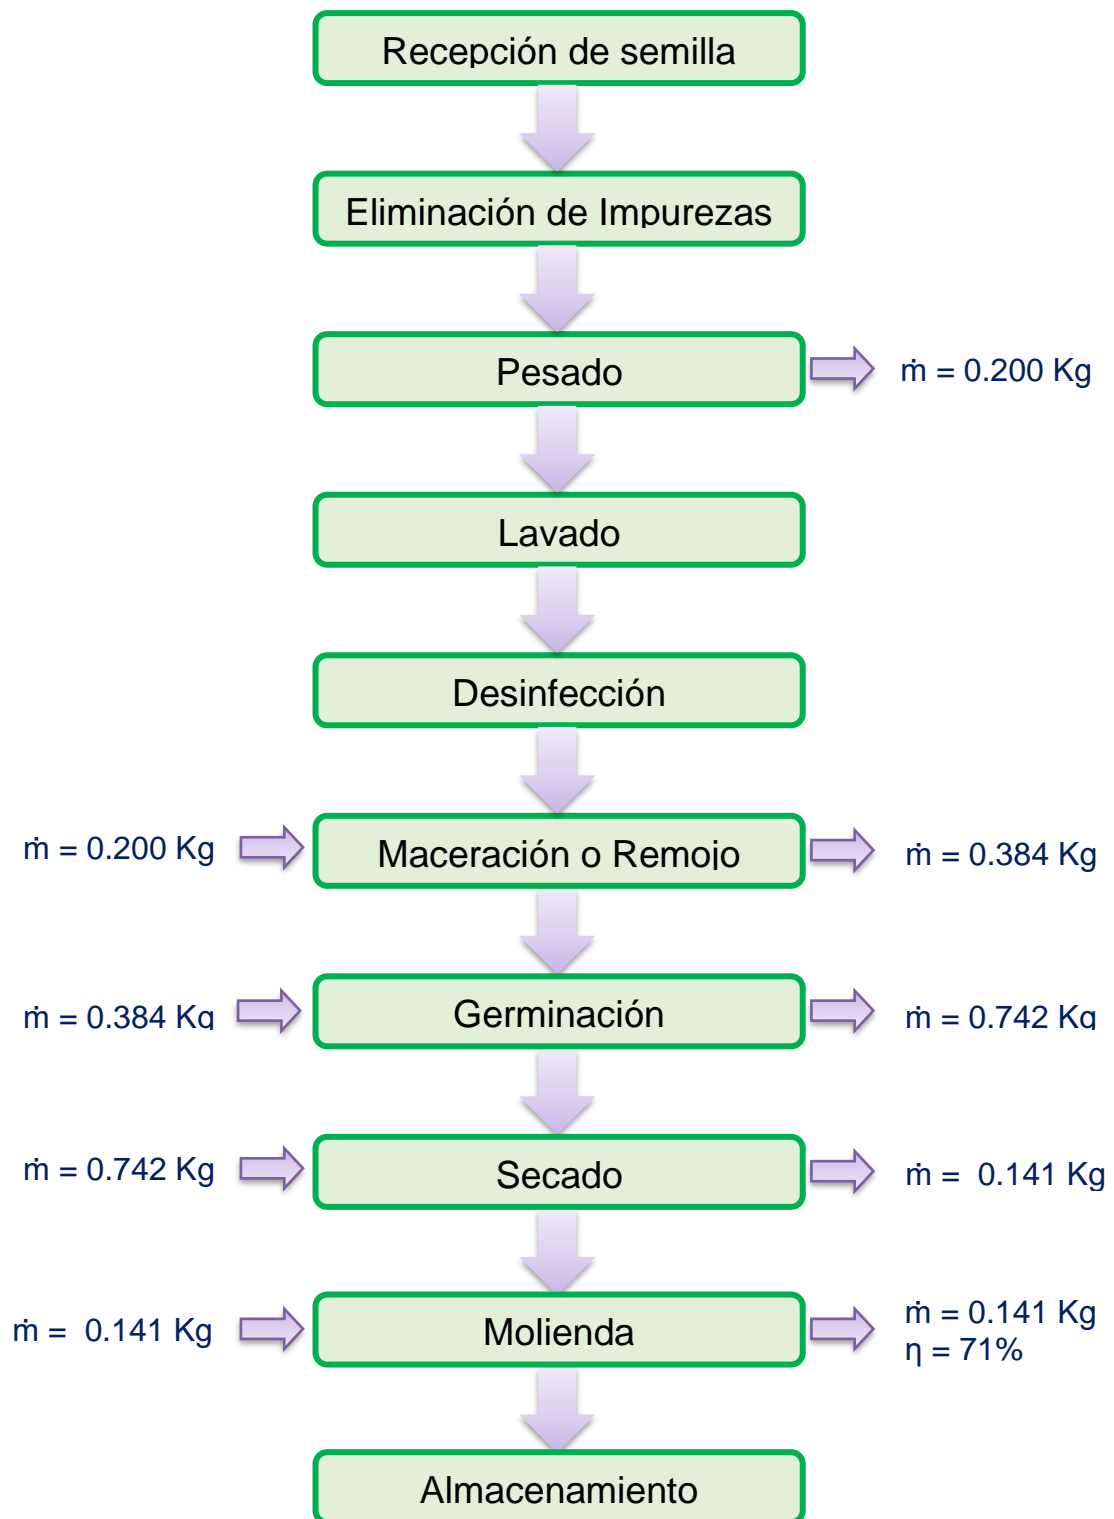 Recepción de semilla
Eliminación de Impurezas
Pesado
ṁ = 0.200 Kg
Lavado
Desinfección
ṁ = 0.200 Kg
Maceración o Remojo
ṁ = 0.384 Kg
ṁ = 0.384 Kg
Germinación
ṁ = 0.742 Kg
ṁ = 0.742 Kg
Secado
ṁ = 0.141 Kg
ṁ = 0.141 Kg
Molienda
ṁ = 0.141 Kg
η = 71%
Almacenamiento